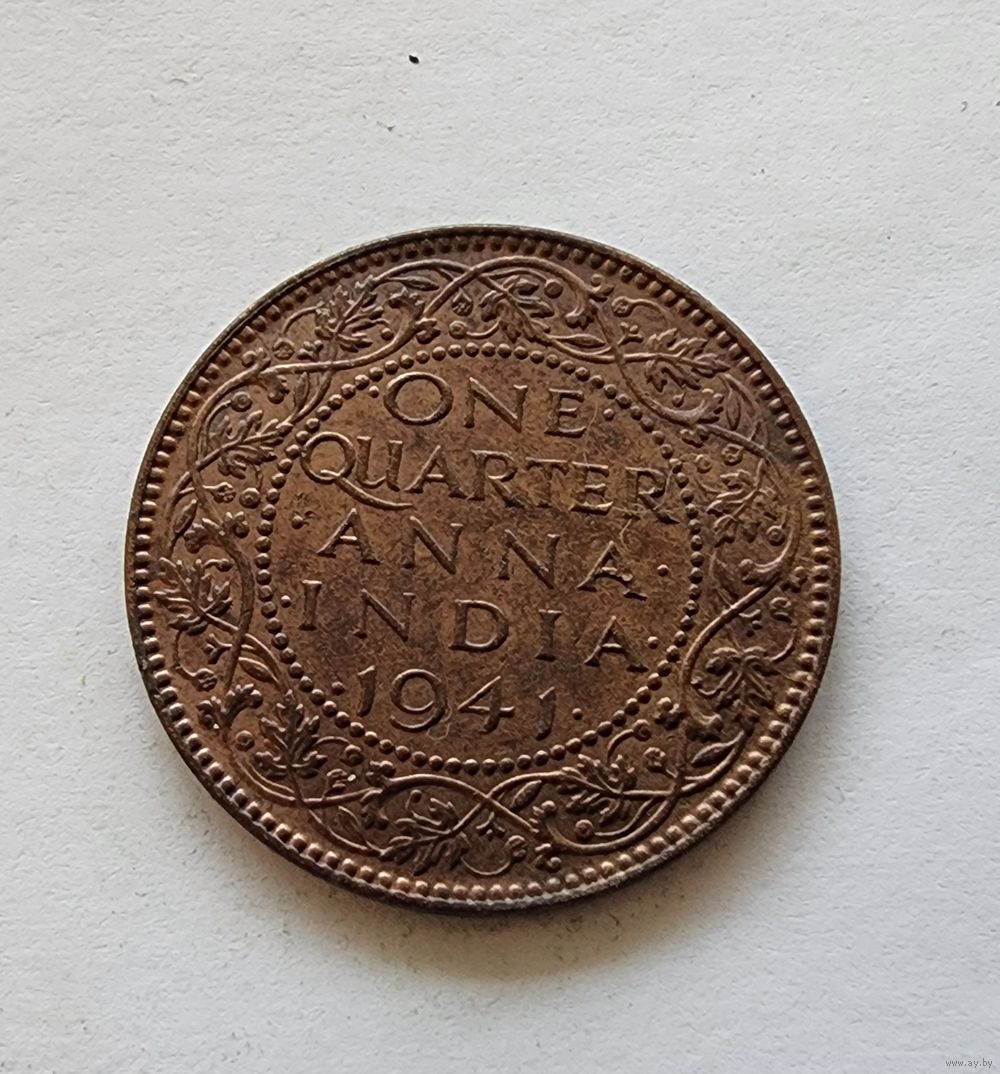 ONE
QUARTER
·ANNA·
·INDIA·
·1941·
www.ay.by